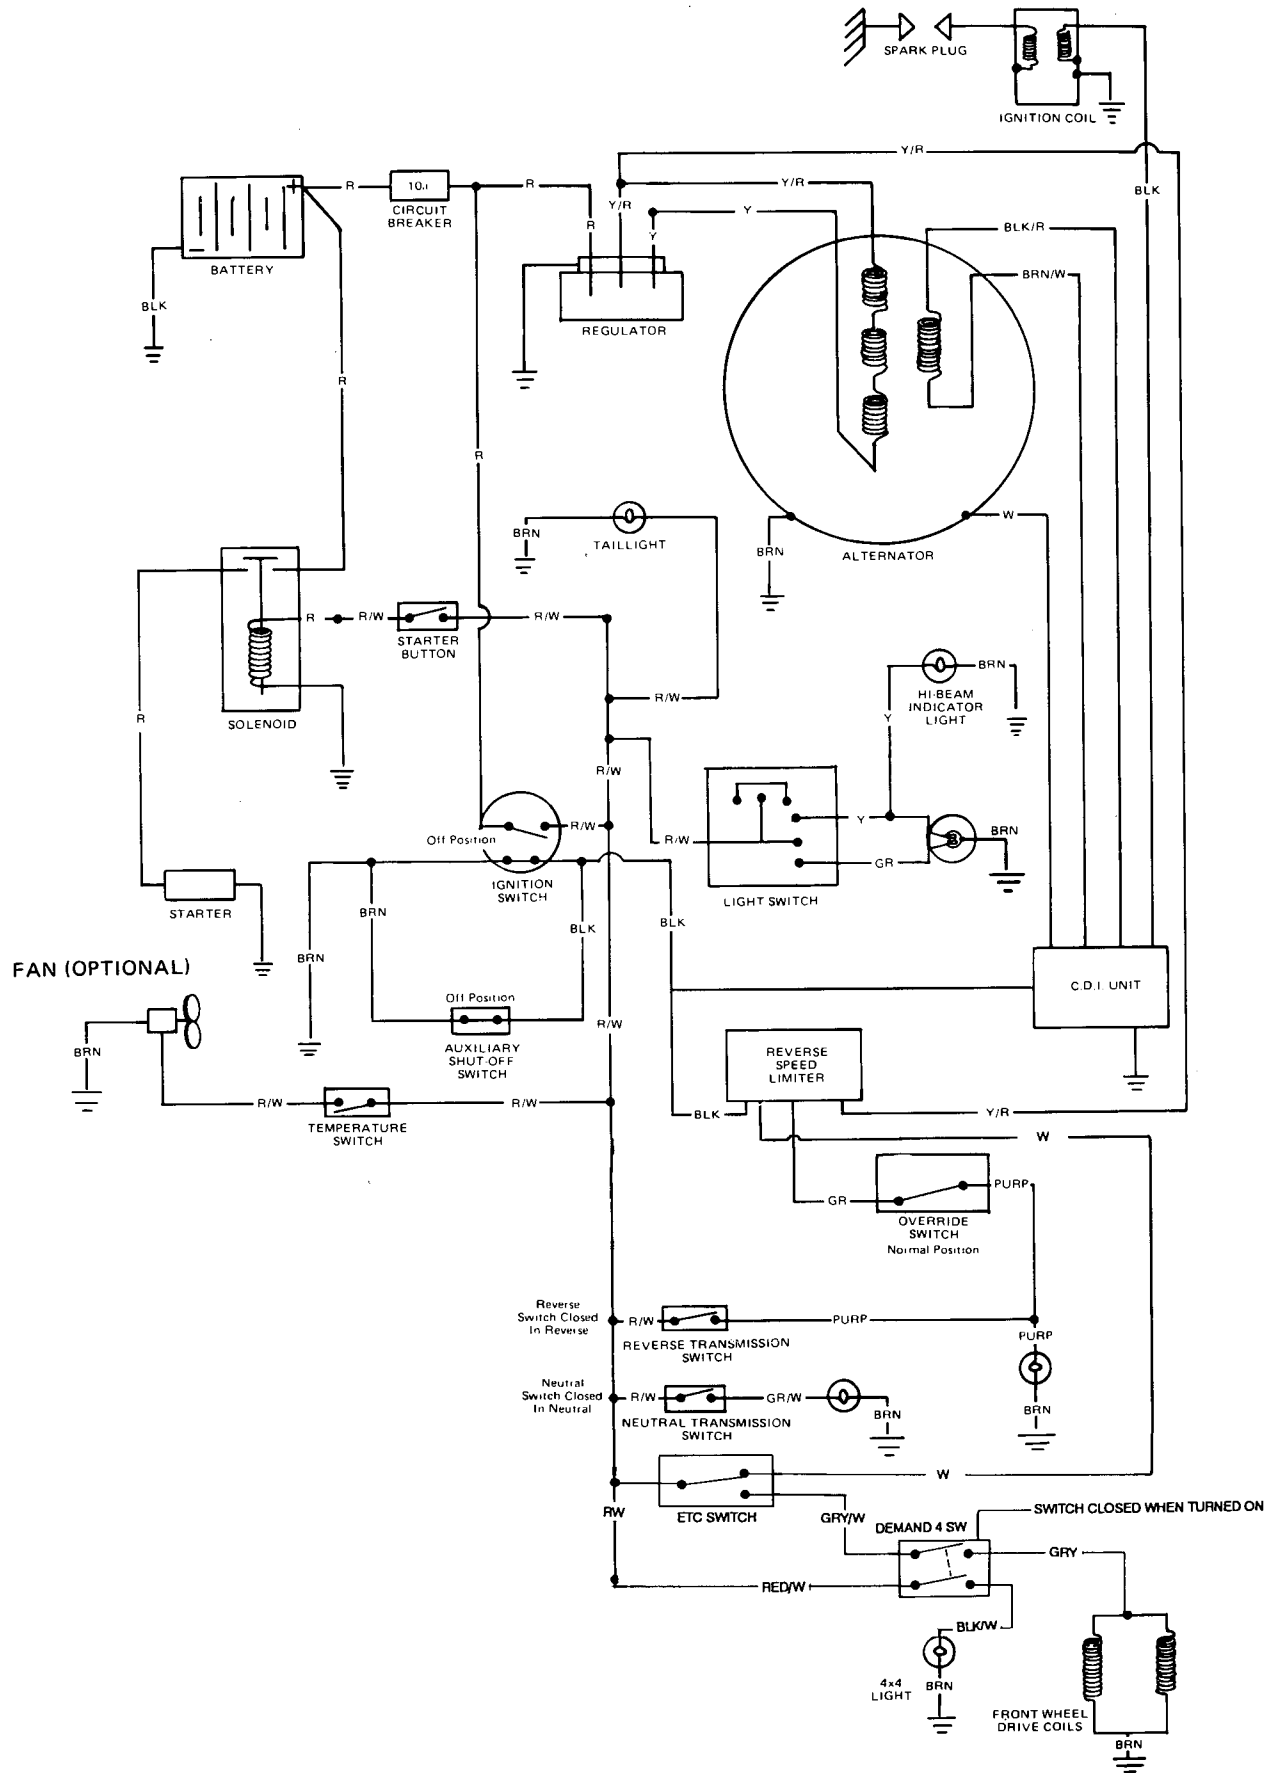 SPARK PLUG
IGNITION COIL
Y/R
R
10
R
Y/R
BLK
CIRCUIT
BREAKER
Y/R
Y
R
Y
BLK/R
BATTERY
BRN/W
BLK
REGULATOR
R
R
BRN
TAILLIGHT
W
BRN
ALTERNATOR
R
R/W
R/W
STARTER
BUTTON
BRN
R/W
HI-BEAM
INDICATOR
LIGHT
Y
R
SOLENOID
R/W
Off Position
R/W
R/W
Y
BRN
GR
IGNITION
SWITCH
LIGHT SWITCH
STARTER
BRN
BLK
BLK
BRN
FAN (OPTIONAL)
C.D.I. UNIT
Off Position
R/W
BRN
AUXILIARY
SHUT-OFF
SWITCH
REVERSE
SPEED
LIMITER
R/W
R/W
BLK
Y/R
TEMPERATURE
SWITCH
W
GR
PURP
OVERRIDE
SWITCH
Normal Position
Reverse
Switch Closed
In Reverse
R/W
PURP
PURP
REVERSE TRANSMISSION
SWITCH
Neutral
Switch Closed
In Neutral
R/W
GR/W
BRN
BRN
NEUTRAL TRANSMISSION
SWITCH
W
RW
ETC SWITCH
GRY/W
SWITCH CLOSED WHEN TURNED ON
DEMAND 4 SW
GRY
RED/W
BLK/W
4x4
LIGHT
BRN
FRONT WHEEL
DRIVE COILS
BRN